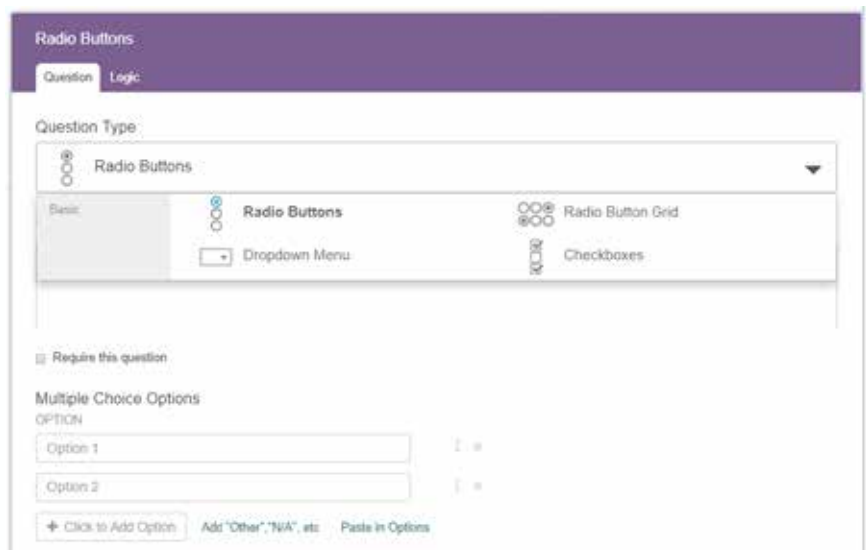 Radio Buttons
Question Logic
Question Type
Radio Buttons
Basic Radio Buttons Radio Button Grid
Dropdown Menu Checkboxes
Require this question
Multiple Choice Options
OPTION
Option 1
Option 2
+ Click to Add Option Add "Other","N/A", etc Paste in Options